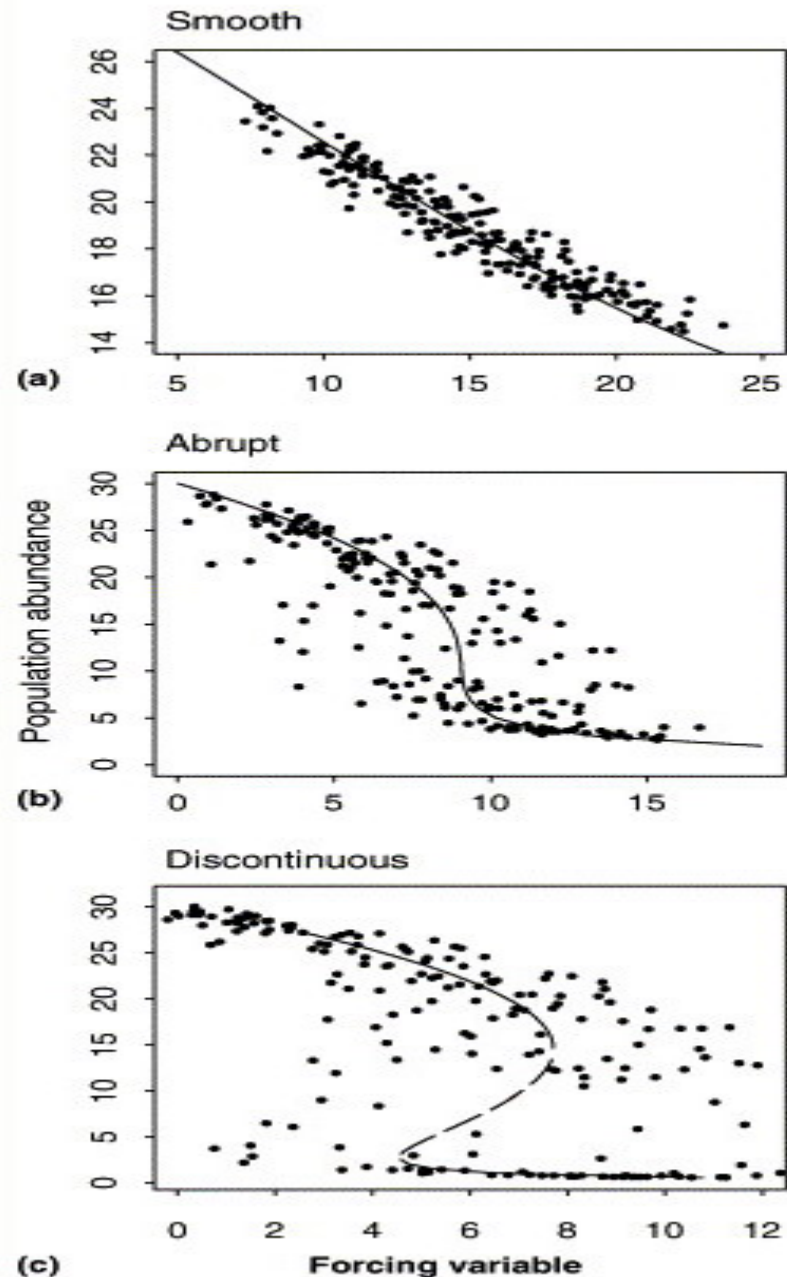 Smooth
26
24
22
20
18
16
14
(a)
5 10 15 20 25
Abrupt
30
25
20
15
10
5
0
(b)
0 5 10 15
Population abundance
Discontinuous
30
25
20
15
10
5
0
0 2 4 6 8 10 12
(c)
Forcing variable